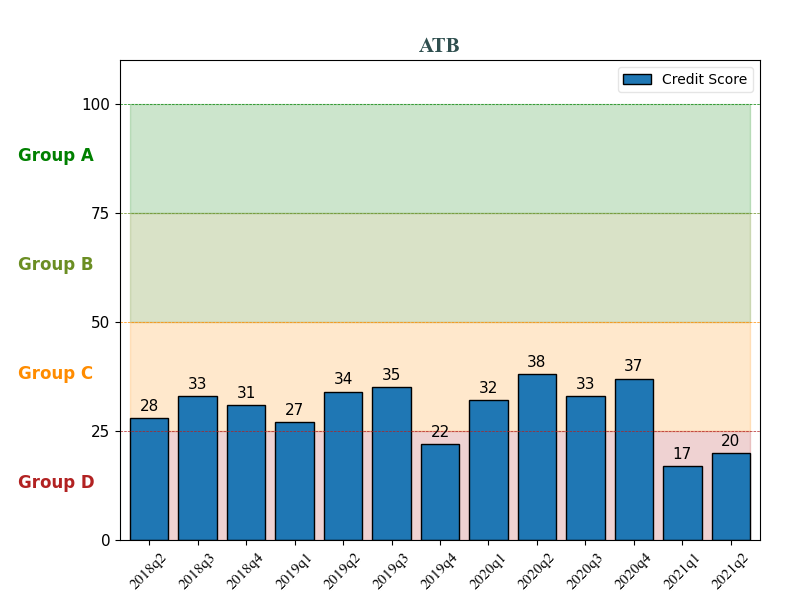 ATB
Credit Score
100
Group A
75
Group B
50
Group C
25
Group D
0
28
33
31
27
34
35
22
32
38
33
37
17
20
2018q2
2018q3
2018q4
2019q1
2019q2
2019q3
2019q4
2020q1
2020q2
2020q3
2020q4
2021q1
2021q2